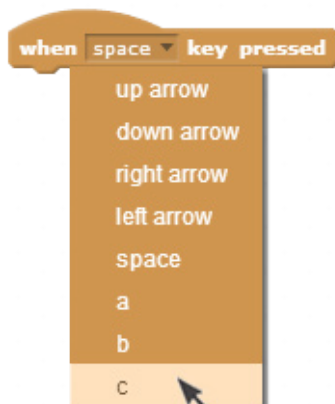 when space key pressed
up arrow
down arrow
right arrow
left arrow
space
a
b
c